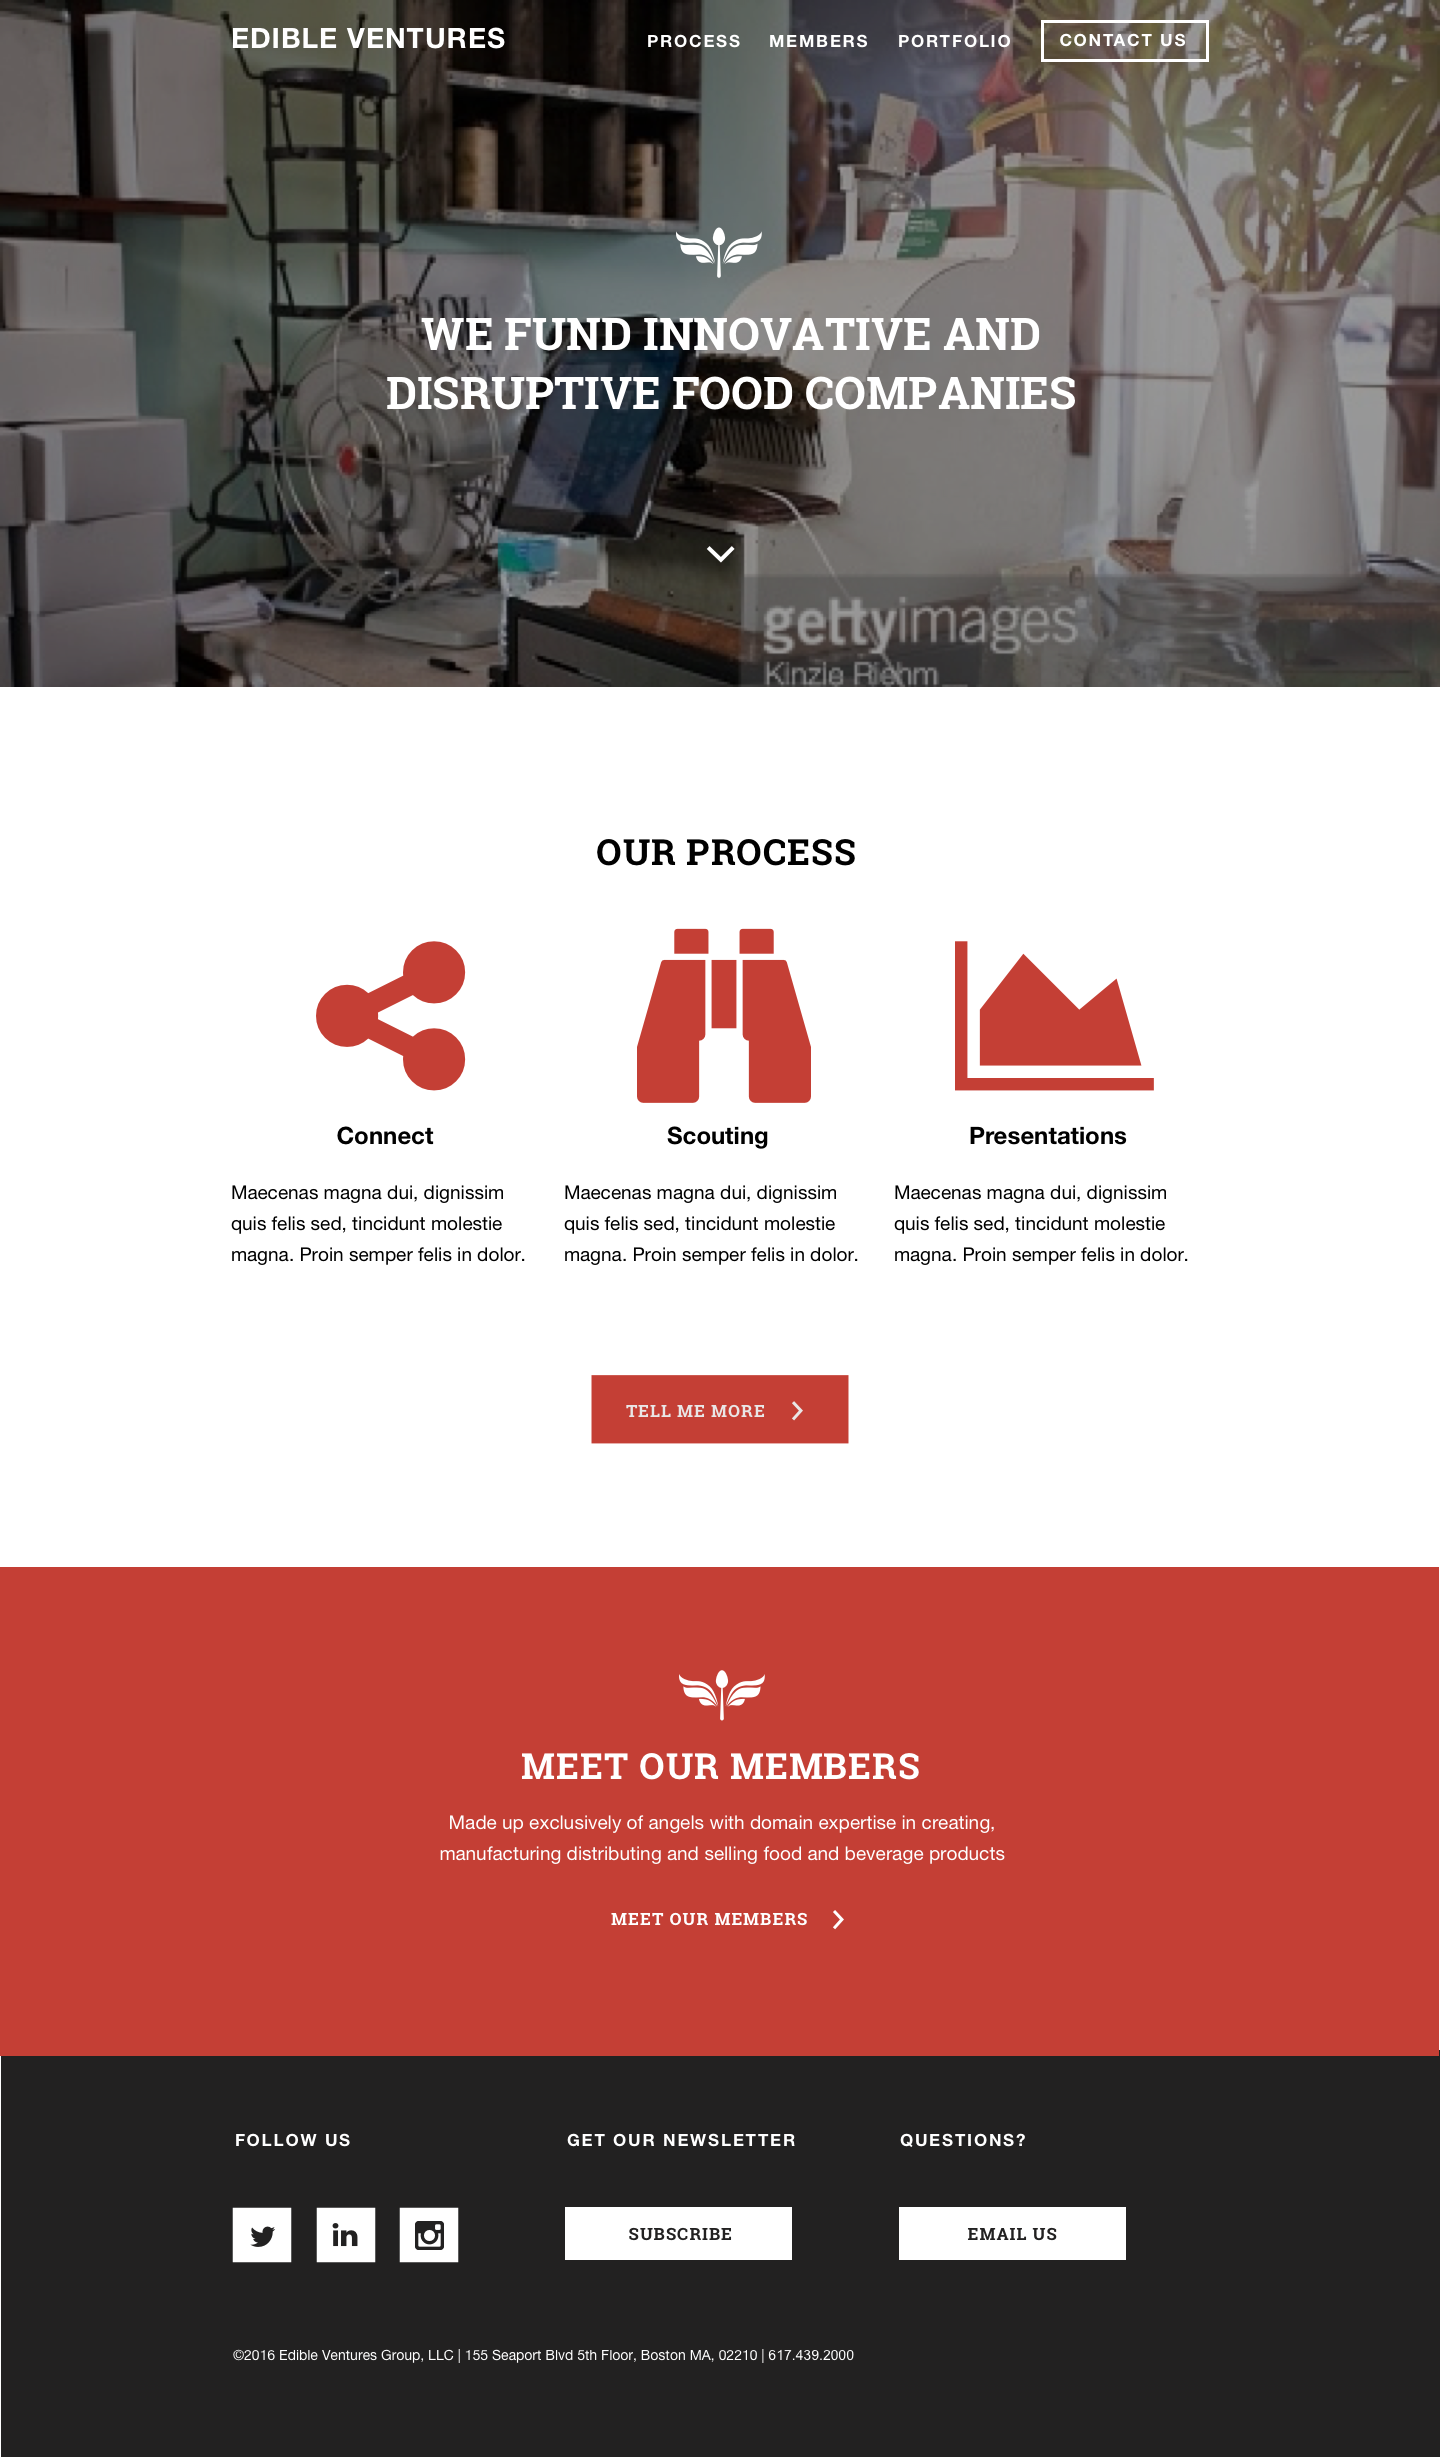 EDIBLE VENTURES
PROCESS MEMBERS PORTFOLIO CONTACT US
WE FUND INNOVATIVE AND
DISRUPTIVE FOOD COMPANIES
gettyimages
Kinzie Riehm
OUR PROCESS
Connect
Maecenas magna dui, dignissim
quis felis sed, tincidunt molestie
magna. Proin semper felis in dolor.
Scouting
Maecenas magna dui, dignissim
quis felis sed, tincidunt molestie
magna. Proin semper felis in dolor.
Presentations
Maecenas magna dui, dignissim
quis felis sed, tincidunt molestie
magna. Proin semper felis in dolor.
TELL ME MORE
MEET OUR MEMBERS
Made up exclusively of angels with domain expertise in creating,
manufacturing distributing and selling food and beverage products
MEET OUR MEMBERS
FOLLOW US
in
GET OUR NEWSLETTER
SUBSCRIBE
QUESTIONS?
EMAIL US
©2016 Edible Ventures Group, LLC | 155 Seaport Blvd 5th Floor, Boston MA, 02210 | 617.439.2000